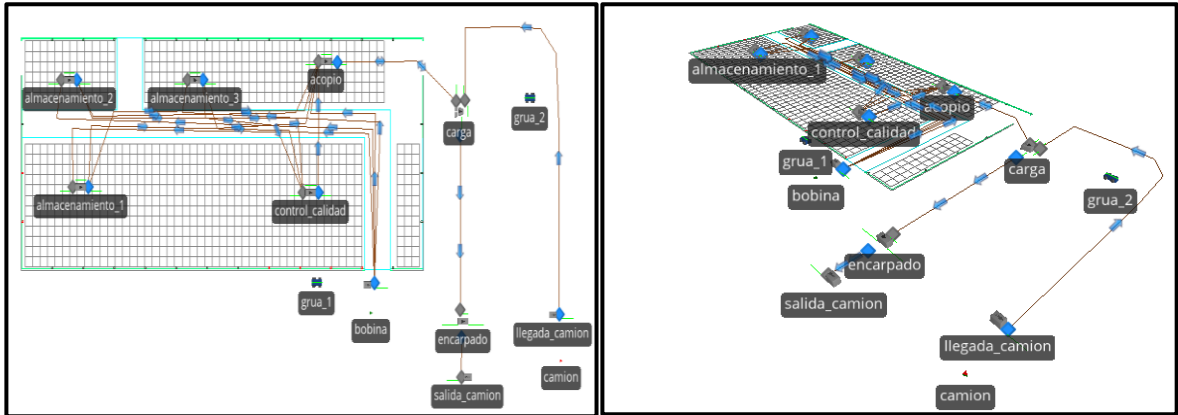 acopio
almacenamiento_2
almacenamiento_3
grua_2
carga
almacenamiento_1
control_calidad
grua_1
bobina
encarpado
llegada_camion
salida_camion
camion
almacenamiento_1
acopio
control_calidad
grua_1
carga
bobina
grua_2
encarpado
salida_camion
llegada_camion
camion